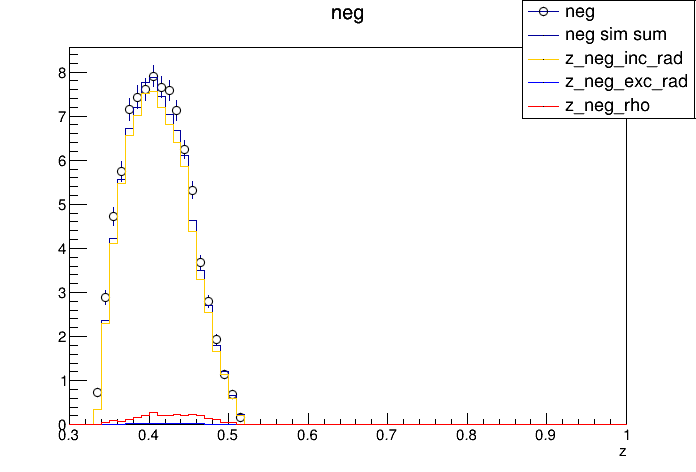 neg
neg
neg sim sum
z_neg_inc_rad
z_neg_exc_rad
z_neg_rho
8
7
6
5
4
3
2
1
0
0.3 0.4 0.5 0.6 0.7 0.8 0.9 1
z